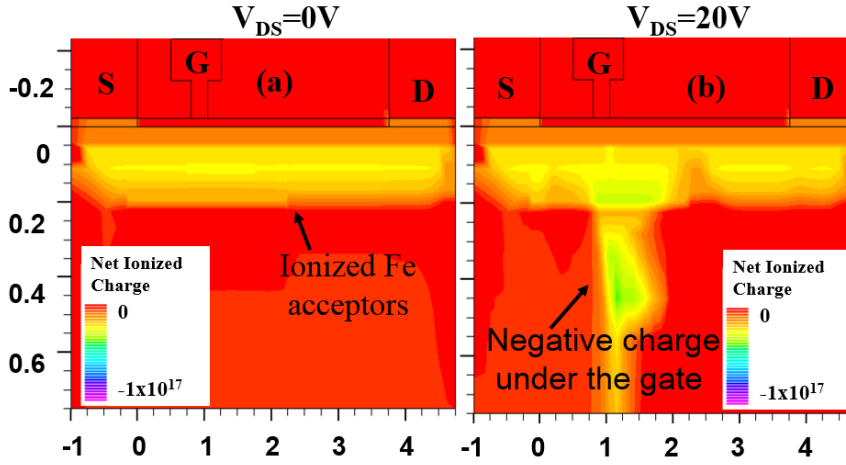 V_DS=0V
V_DS=20V
S
G
(a)
D
S
G
(b)
D
-0.2
0
0.2
0.4
0.6
Ionized Fe
acceptors
Net Ionized
Charge
0
-1x10^17
Negative charge
under the gate
Net Ionized
Charge
0
-1x10^17
-1 0 1 2 3 4
-1 0 1 2 3 4